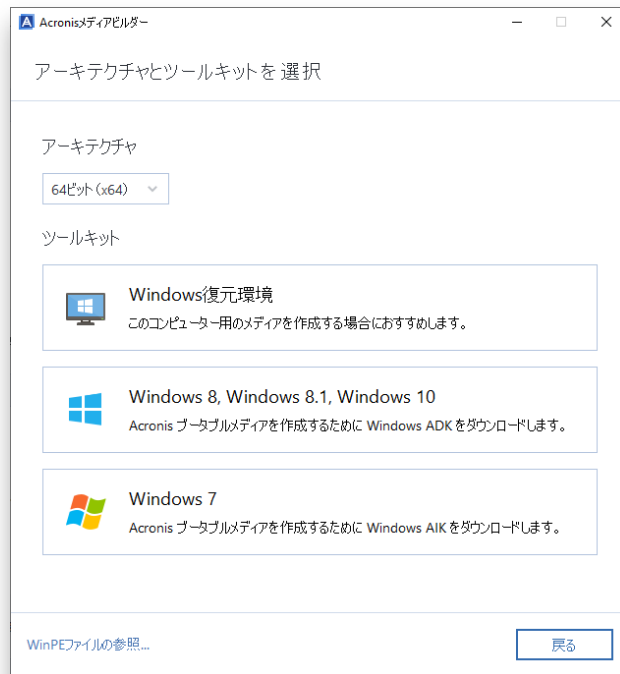 Acronisメディアビルダー
アーキテクチャとツールキットを選択
アーキテクチャ
64ビット(x64)
ツールキット
Windows復元環境
このコンピューター用のメディアを作成する場合におすすめします。
Windows 8, Windows 8.1, Windows 10
Acronis ブータブルメディアを作成するために Windows ADK をダウンロードします。
Windows 7
Acronis ブータブルメディアを作成するために Windows AIK をダウンロードします。
WinPEファイルの参照...
戻る